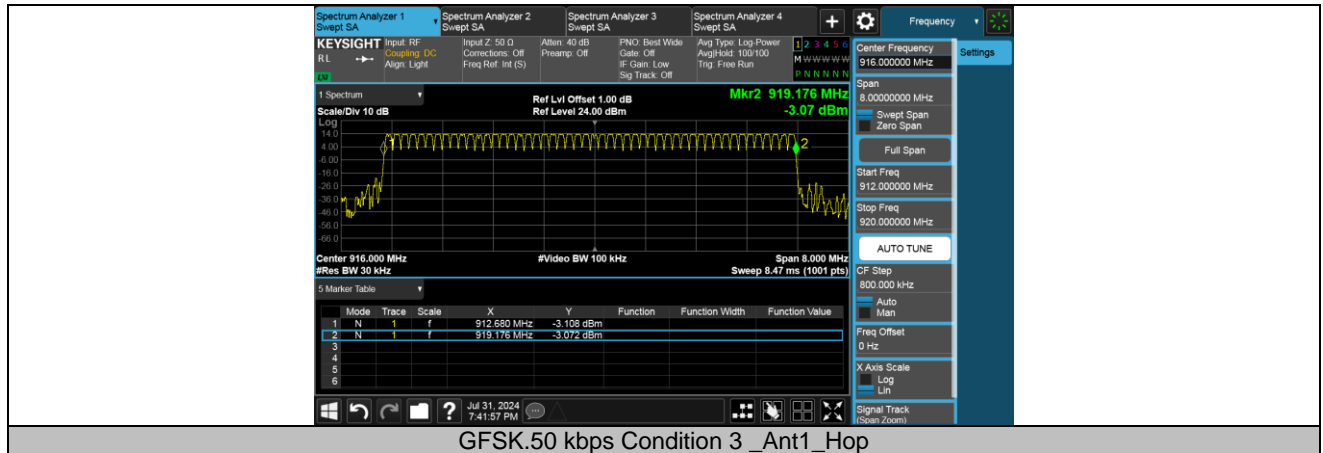 Spectrum Analyzer 1
Swept SA
Spectrum Analyzer 2
Swept SA
Spectrum Analyzer 3
Swept SA
Spectrum Analyzer 4
Swept SA
+
Frequency
KEYSIGHT
RL
LXI
Input: RF
Coupling: DC
Align: Light
Input Z: 50 Ω
Corrections: Off
Freq Ref: Int (S)
Atten: 40 dB
Preamp: Off
PNO: Best Wide
Gate: Off
IF Gain: Low
Sig Track: Off
Avg Type: Log-Power
Avg|Hold: 100/100
Trig: Free Run
1 2 3 4 5 6
M W W W W W
P N N N N N
1 Spectrum
Scale/Div 10 dB
Ref Lvl Offset 1.00 dB
Ref Level 24.00 dBm
Mkr2 919.176 MHz
-3.07 dBm
Log
14.0
4.00
-6.00
-16.0
-26.0
-36.0
-46.0
-56.0
-66.0
2
Center 916.000 MHz
#Res BW 30 kHz
#Video BW 100 kHz
Span 8.000 MHz
Sweep 8.47 ms (1001 pts)
5 Marker Table
Mode Trace Scale X Y Function Function Width Function Value
1 N 1 f 912.680 MHz -3.108 dBm
2 N 1 f 919.176 MHz -3.072 dBm
3
4
5
6
Jul 31, 2024
7:41:57 PM
Center Frequency
916.000000 MHz
Settings
Span
8.00000000 MHz
Swept Span
Zero Span
Full Span
Start Freq
912.000000 MHz
Stop Freq
920.000000 MHz
AUTO TUNE
CF Step
800.000 kHz
Auto
Man
Freq Offset
0 Hz
X Axis Scale
Log
Lin
Signal Track
(Span Zoom)
GFSK.50 kbps Condition 3 _Ant1_Hop